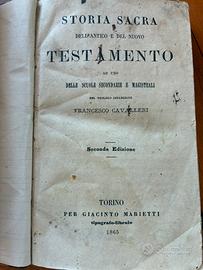 STORIA SACRA
DELL'ANTICO E DEL NUOVO
TESTAMENTO
AD USO
DELLE SCUOLE SECONDARIE E MAGISTRALI
DEL TEOLOGO
FRANCESCO CAVALLERI
Seconda Edizione
TORINO
PER GIACINTO MARIETTI
tipografo-libraio
1865